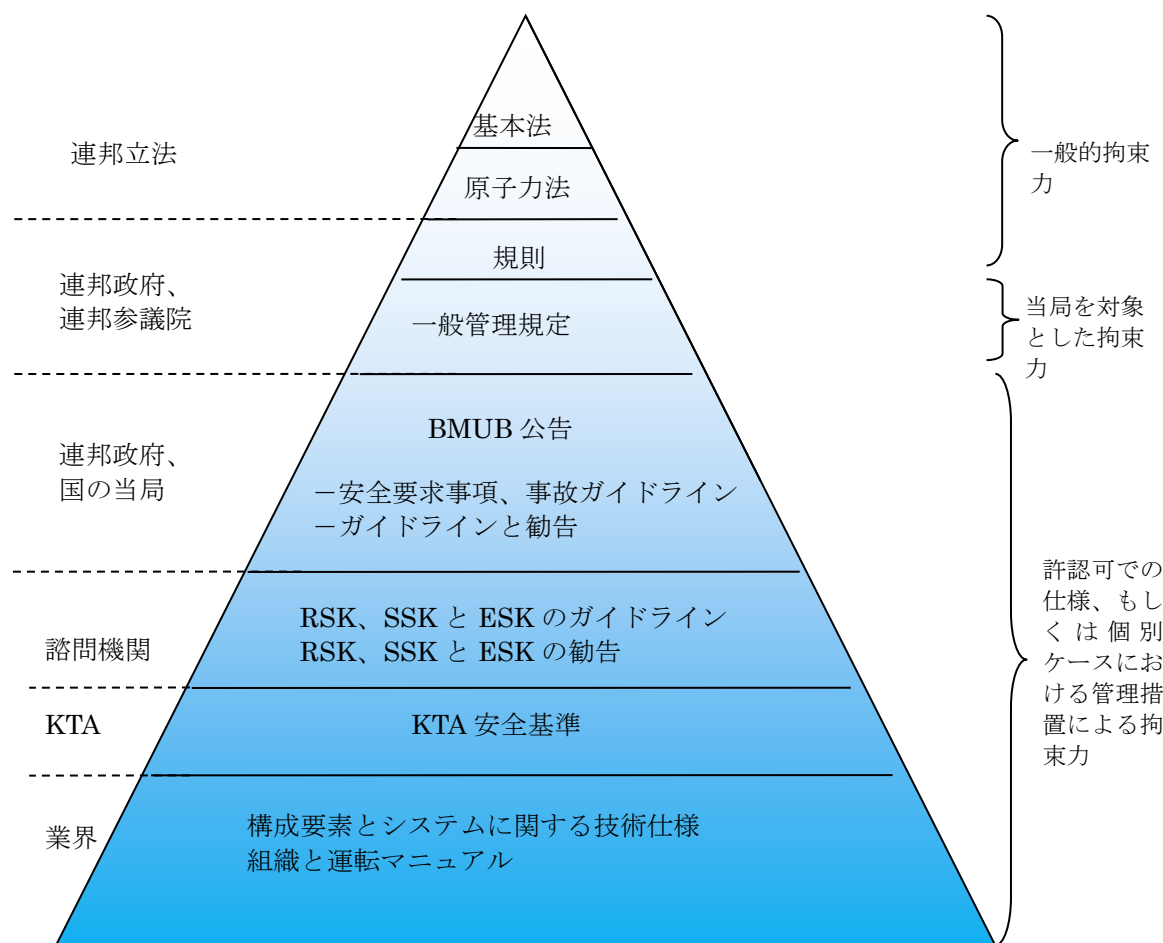 基本法
連邦立法
一般的拘束
力
原子力法
規則
連邦政府、
連邦参議院
一般管理規定
当局を対象
とした拘束
力
BMUB 公告
連邦政府、
国の当局
－安全要求事項、事故ガイドライン
－ガイドラインと勧告
許認可での
仕様、もし
くは個別
ケースにお
ける管理措
置による拘
束力
RSK、SSK と ESK のガイドライン
RSK、SSK と ESK の勧告
諮問機関
KTA
KTA 安全基準
業界
構成要素とシステムに関する技術仕様
組織と運転マニュアル